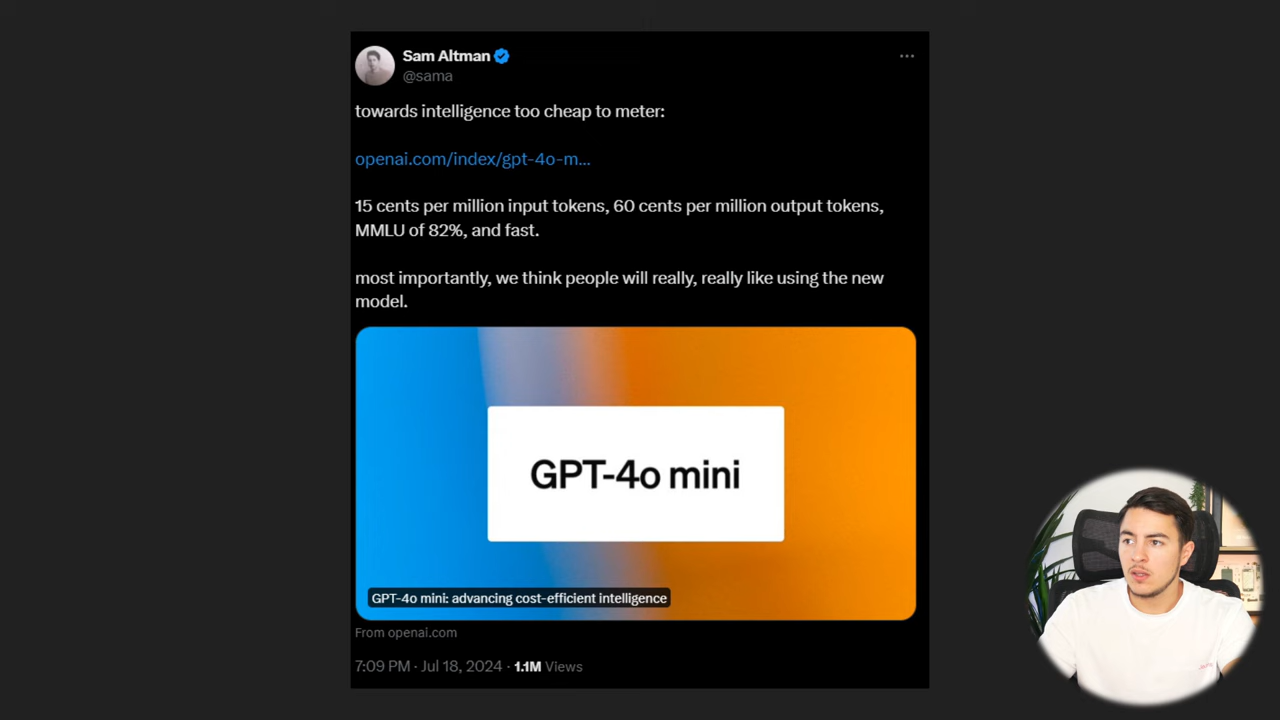 Sam Altman
@sama
towards intelligence too cheap to meter:
openai.com/index/gpt-4o-m...
15 cents per million input tokens, 60 cents per million output tokens,
MMLU of 82%, and fast.
most importantly, we think people will really, really like using the new
model.
GPT-4o mini
GPT-4o mini: advancing cost-efficient intelligence
From openai.com
7:09 PM · Jul 18, 2024 · 1.1M Views